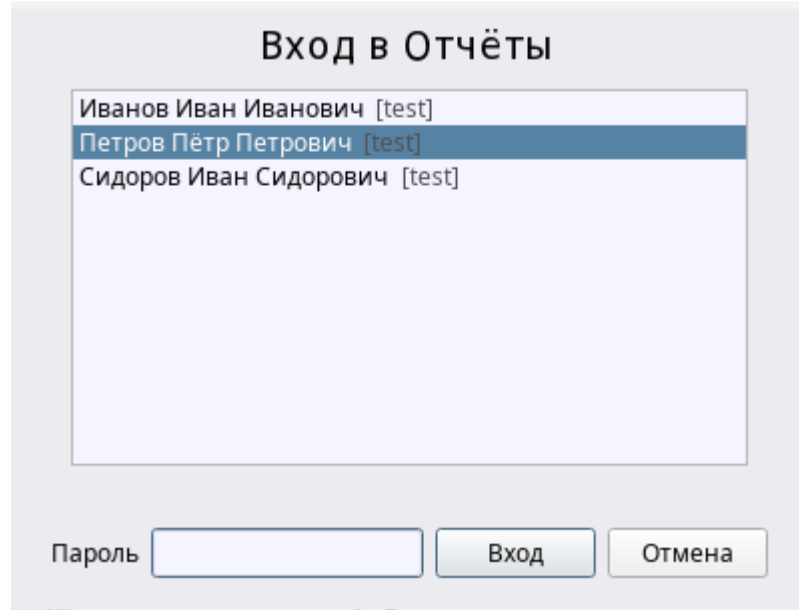 Вход в Отчёты
Иванов Иван Иванович [test]
Петров Пётр Петрович [test]
Сидоров Иван Сидорович [test]
Пароль Вход Отмена